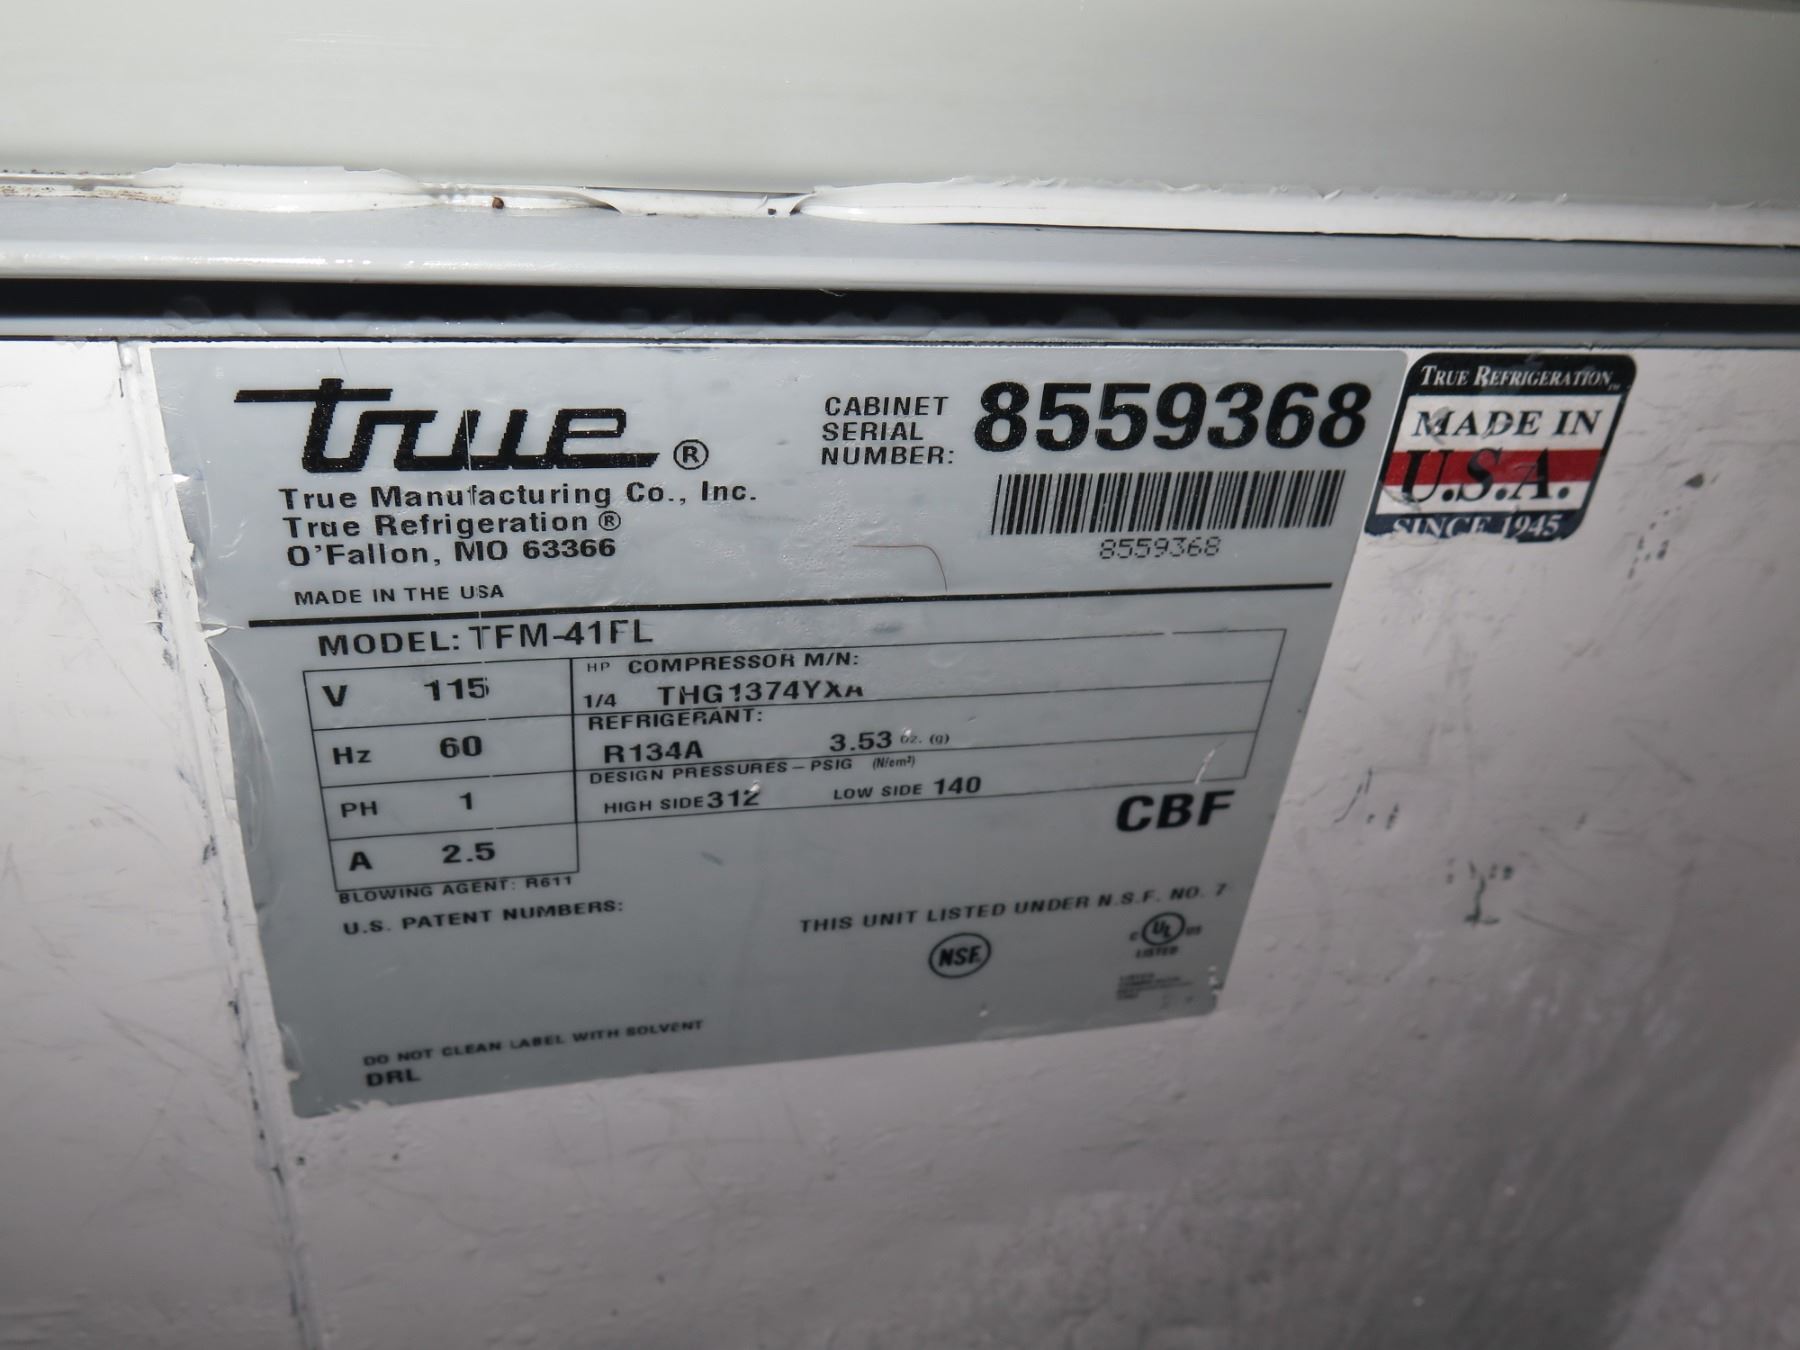 true®
True Manufacturing Co., Inc.
True Refrigeration ®
O'Fallon, MO 63366
MADE IN THE USA
CABINET
SERIAL
NUMBER:
8559368
8559368
TRUE REFRIGERATION
MADE IN
U.S.A.
SINCE 1945
MODEL: TFM-41FL
V 115
Hz 60
PH 1
A 2.5
HP COMPRESSOR M/N:
1/4 THG1374YXA
REFRIGERANT:
R134A 3.53 oz. (g)
DESIGN PRESSURES – PSIG (N/cm²)
HIGH SIDE 312 LOW SIDE 140
CBF
BLOWING AGENT: R611
U.S. PATENT NUMBERS:
THIS UNIT LISTED UNDER N.S.F. NO. 7
NSF
C UL US
LISTED
DO NOT CLEAN LABEL WITH SOLVENT
DRL